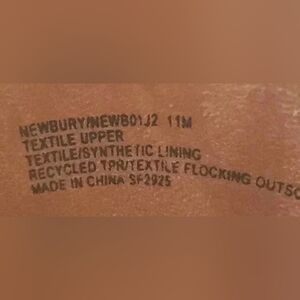 NEWBURY/NEWB01J2 11M
TEXTILE UPPER
TEXTILE/SYNTHETIC LINING
RECYCLED TPR/TEXTILE FLOCKING OUTSO
MADE IN CHINA SF2925